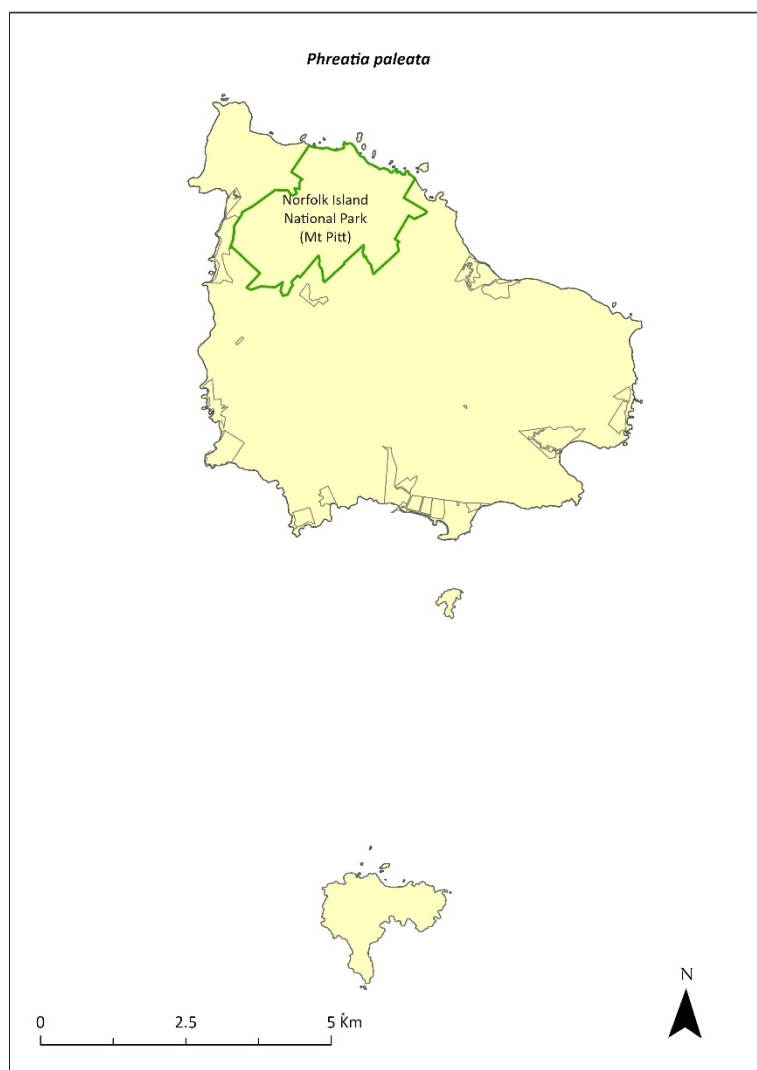 Phreatia paleata
Norfolk Island
National Park
(Mt Pitt)
N
0 2.5 5 Km